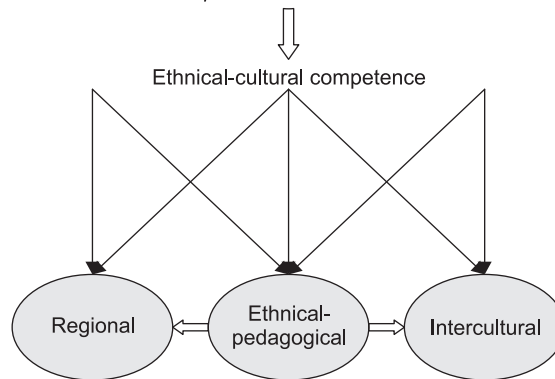 Ethnical-cultural competence
Regional
Ethnical-
pedagogical
Intercultural